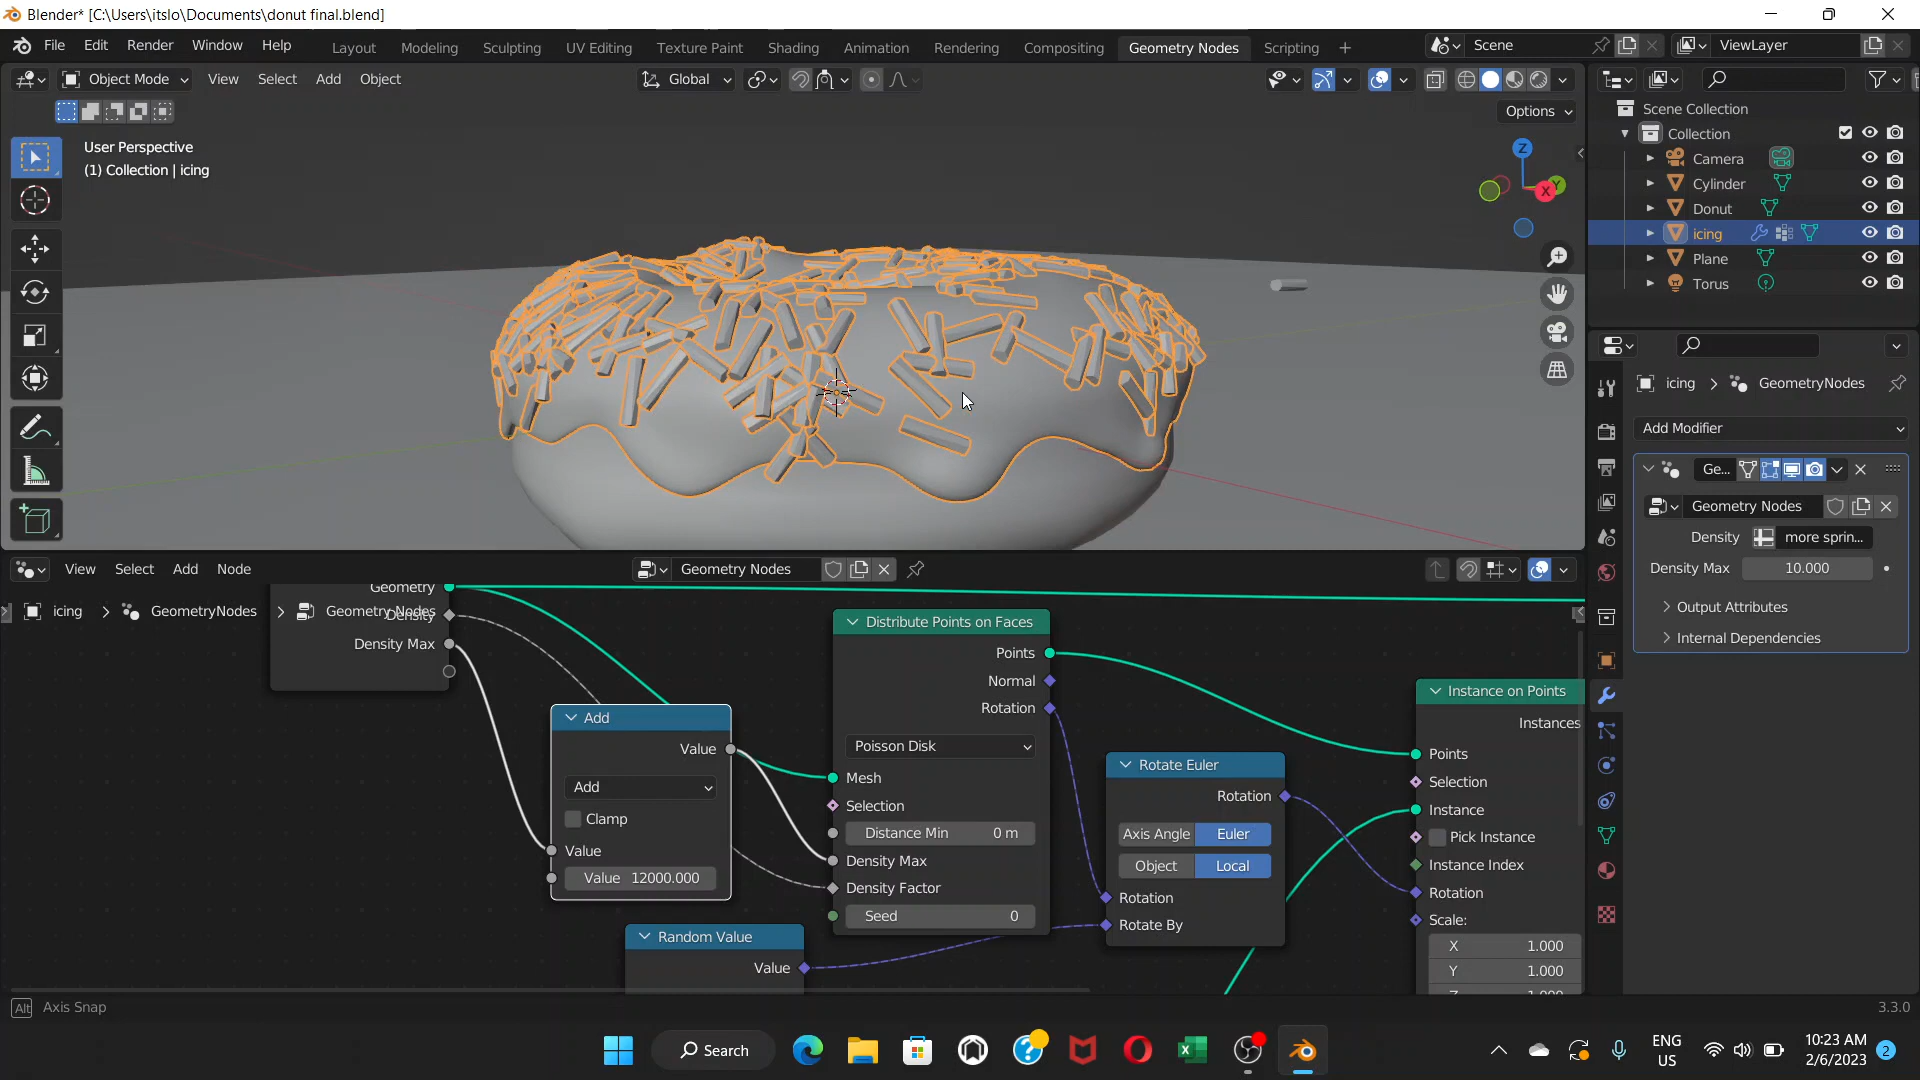 Blender* [C:\Users\itslo\Documents\donut final.blend]
File Edit Render Window Help Layout Modeling Sculpting UV Editing Texture Paint Shading Animation Rendering Compositing Geometry Nodes Scripting + Scene ViewLayer
Object Mode View Select Add Object Global
Options
User Perspective
(1) Collection | icing
Z
Y
X
Scene Collection
Collection
Camera
Cylinder
Donut
icing
Plane
Torus
icing > GeometryNodes
Add Modifier
Ge...
Geometry Nodes
Density more sprin...
Density Max 10.000
Output Attributes
Internal Dependencies
View Select Add Node Geometry Nodes
icing > GeometryNodes > Geometry Nodes
Geometry
Density
Density Max
Add
Value
Add
Clamp
Value
Value 12000.000
Random Value
Value
Distribute Points on Faces
Points
Normal
Rotation
Poisson Disk
Mesh
Selection
Distance Min 0 m
Density Max
Density Factor
Seed 0
Rotate Euler
Rotation
Axis Angle Euler
Object Local
Rotation
Rotate By
Instance on Points
Instances
Points
Selection
Instance
Pick Instance
Instance Index
Rotation
Scale:
X 1.000
Y 1.000
Alt Axis Snap
3.3.0
Search
ENG
US
10:23 AM
2/6/2023
2